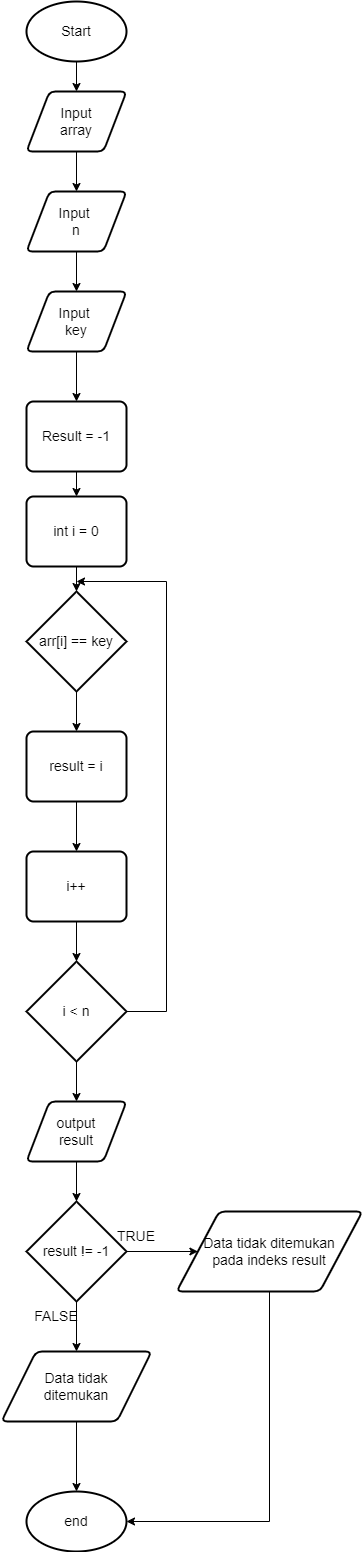 Start
Input
array
Input
n
Input
key
Result = -1
int i = 0
arr[i] == key
result = i
i++
i < n
output
result
result != -1
TRUE
Data tidak ditemukan
pada indeks result
FALSE
Data tidak
ditemukan
end